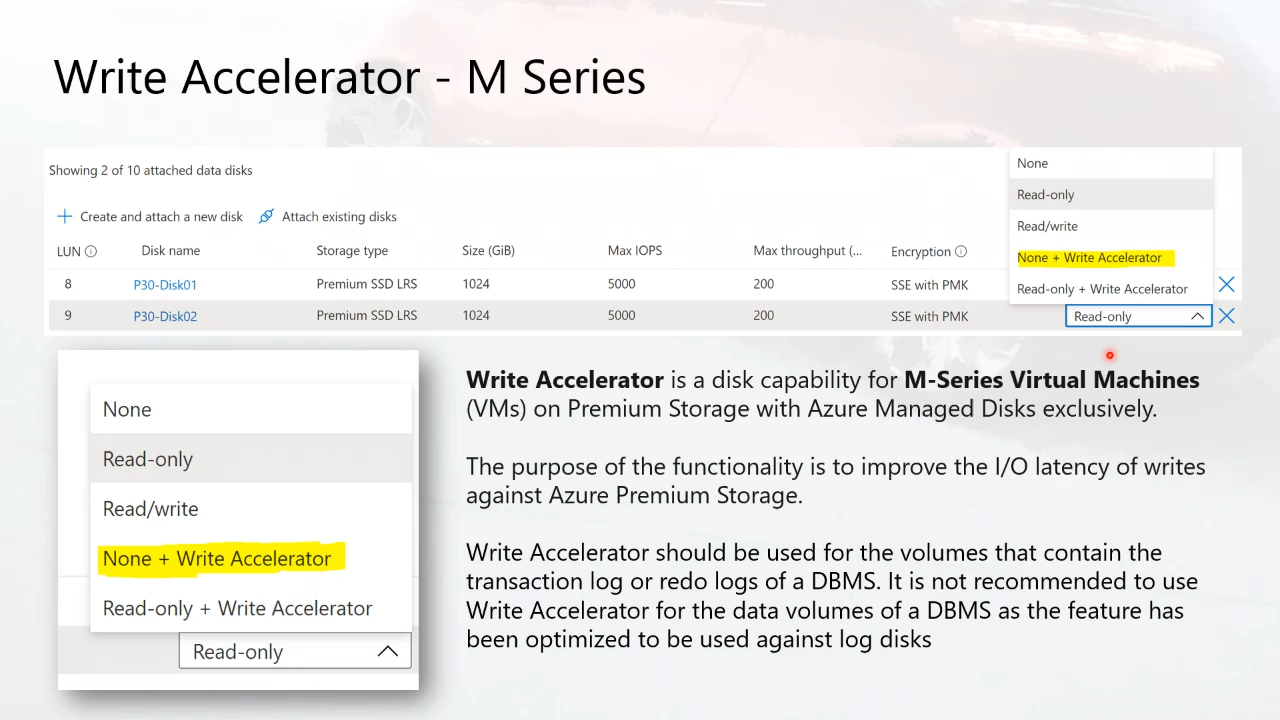 Write Accelerator - M Series
Showing 2 of 10 attached data disks
Create and attach a new disk Attach existing disks
LUN Disk name Storage type Size (GiB) Max IOPS Max throughput (... Encryption
8 P30-Disk01 Premium SSD LRS 1024 5000 200 SSE with PMK
9 P30-Disk02 Premium SSD LRS 1024 5000 200 SSE with PMK
None
Read-only
Read/write
None + Write Accelerator
Read-only + Write Accelerator
Read-only
None
Read-only
Read/write
None + Write Accelerator
Read-only + Write Accelerator
Read-only
Write Accelerator is a disk capability for M-Series Virtual Machines
(VMs) on Premium Storage with Azure Managed Disks exclusively.
The purpose of the functionality is to improve the I/O latency of writes
against Azure Premium Storage.
Write Accelerator should be used for the volumes that contain the
transaction log or redo logs of a DBMS. It is not recommended to use
Write Accelerator for the data volumes of a DBMS as the feature has
been optimized to be used against log disks